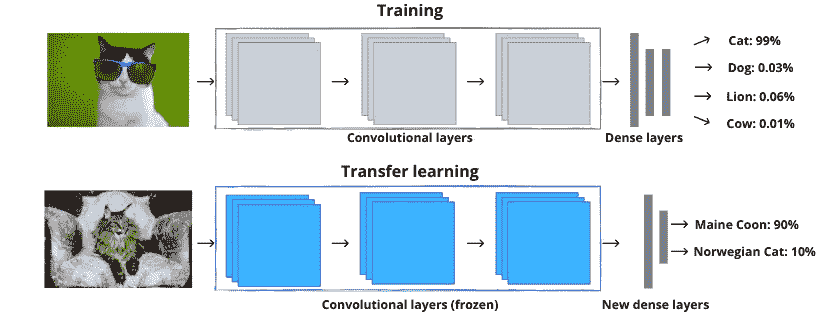 Training
Cat: 99%
Dog: 0.03%
Lion: 0.06%
Cow: 0.01%
Convolutional layers
Dense layers
Transfer learning
Maine Coon: 90%
Norwegian Cat: 10%
Convolutional layers (frozen)
New dense layers